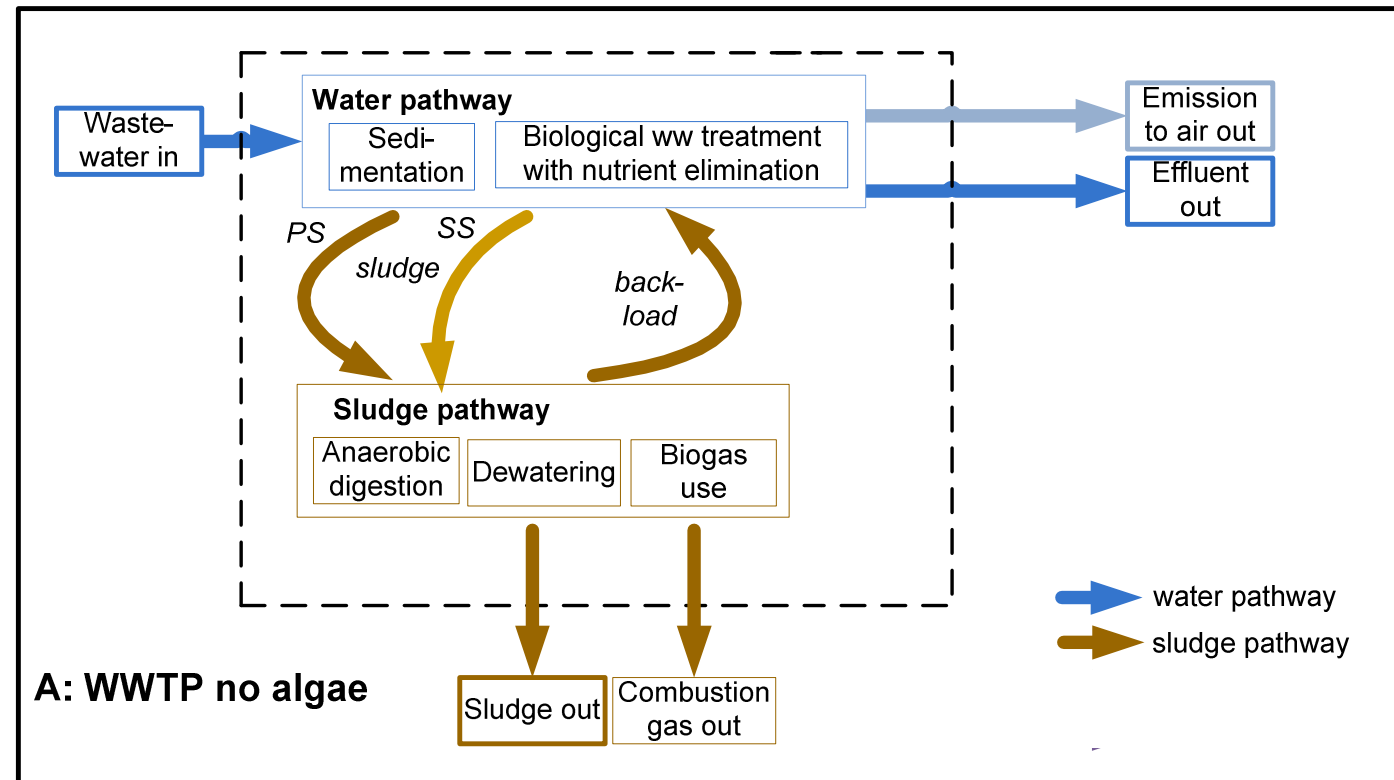 Waste-
water in
Water pathway
Sedi-
mentation
Biological ww treatment
with nutrient elimination
Emission
to air out
Effluent
out
PS
SS
sludge
back-
load
Sludge pathway
Anaerobic
digestion
Dewatering
Biogas
use
water pathway
sludge pathway
A: WWTP no algae
Sludge out
Combustion
gas out